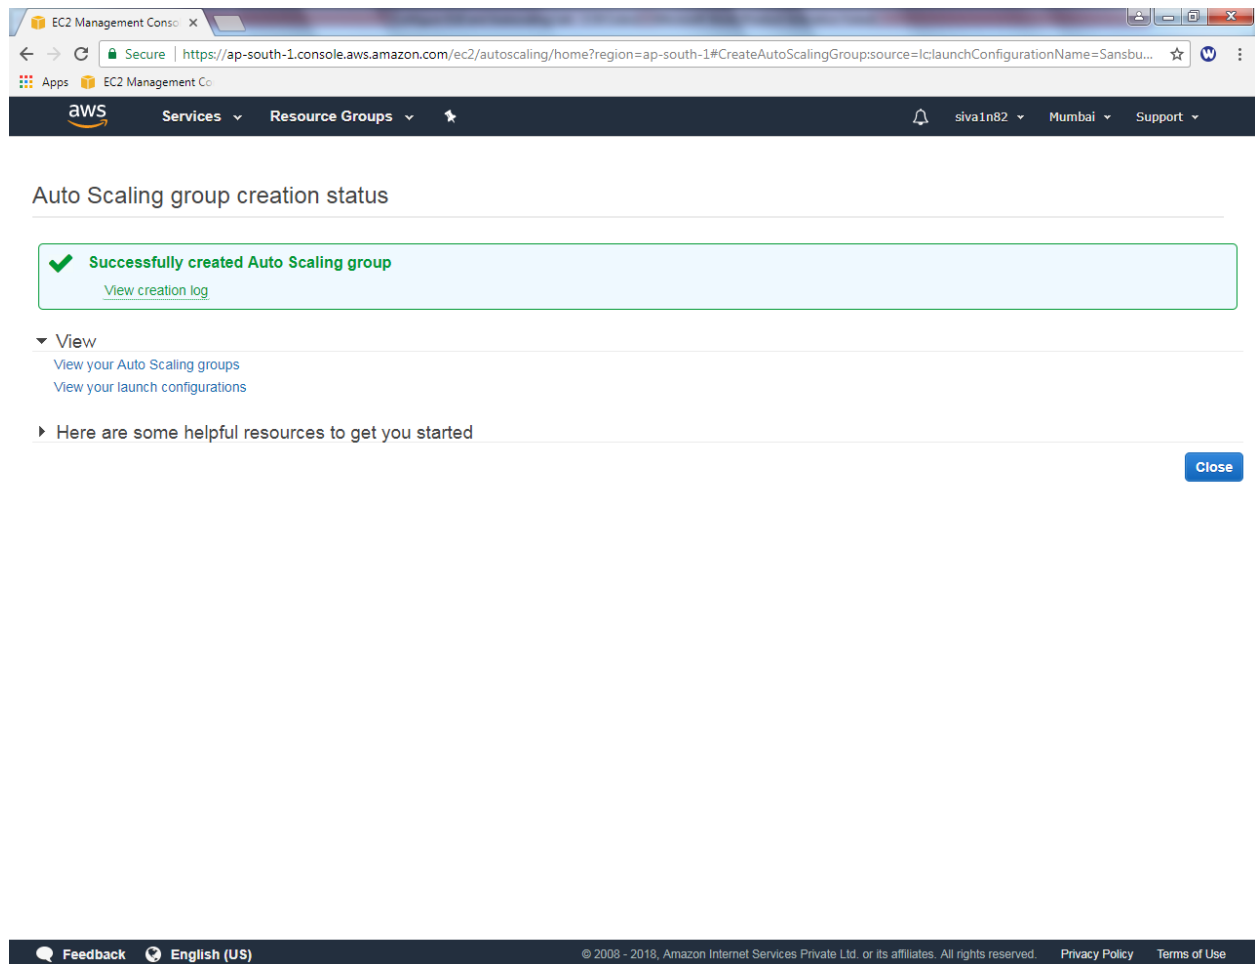 EC2 Management Conso
Secure | https://ap-south-1.console.aws.amazon.com/ec2/autoscaling/home?region=ap-south-1#CreateAutoScalingGroup:source=lc;launchConfigurationName=Sansbu...
Apps EC2 Management Co
aws Services Resource Groups siva1n82 Mumbai Support
Auto Scaling group creation status
Successfully created Auto Scaling group
View creation log
View
View your Auto Scaling groups
View your launch configurations
Here are some helpful resources to get you started
Close
Feedback English (US) © 2008 - 2018, Amazon Internet Services Private Ltd. or its affiliates. All rights reserved. Privacy Policy Terms of Use